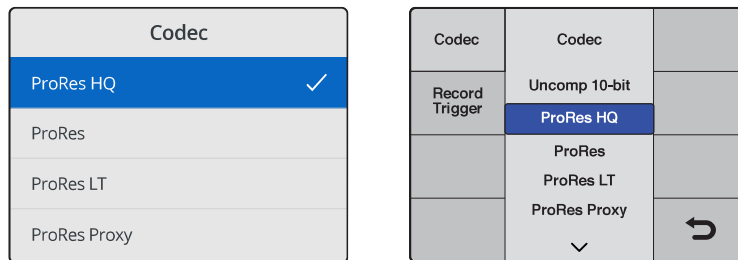 Codec
ProRes HQ
ProRes
ProRes LT
ProRes Proxy
Codec
Record
Trigger
Codec
Uncomp 10-bit
ProRes HQ
ProRes
ProRes LT
ProRes Proxy